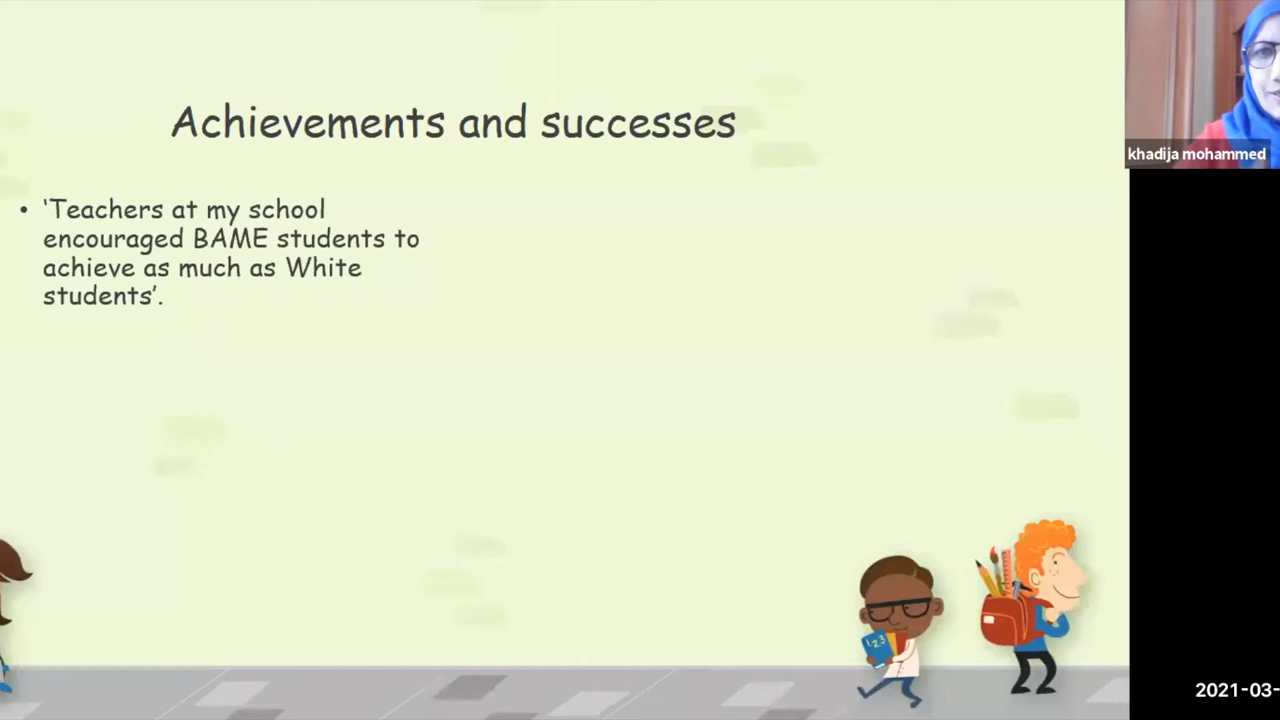 Achievements and successes
• ‘Teachers at my school
encouraged BAME students to
achieve as much as White
students’.
khadija mohammed
123
2021-03-